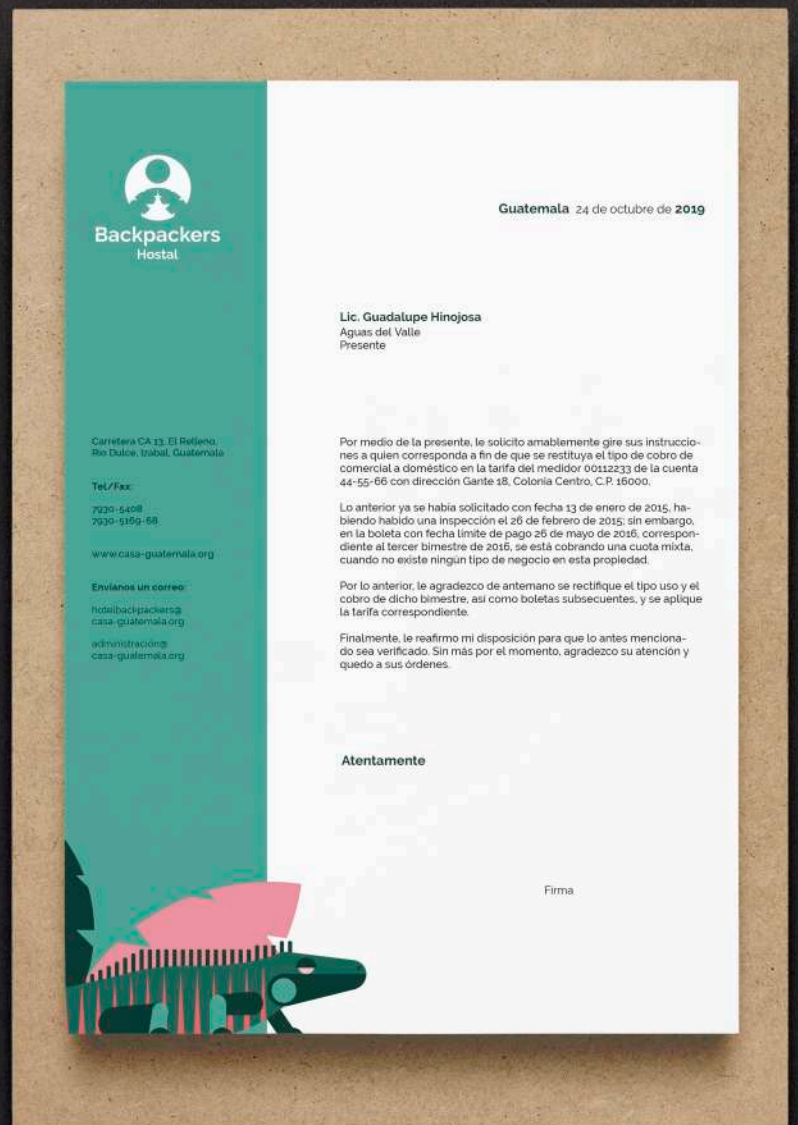 Backpackers
Hostal
Guatemala 24 de octubre de 2019
Lic. Guadalupe Hinojosa
Aguas del Valle
Presente
Carretera CA 13, El Relleno,
Rio Dulce, Izabal, Guatemala
Tel/Fax:
7930-5408
7930-5169-68
www.casa-guatemala.org
Envíanos un correo:
hotelbackpackers@
casa-guatemala.org
administración@
casa-guatemala.org
Por medio de la presente, le solicito amablemente gire sus instruccio-
nes a quien corresponda a fin de que se restituya el tipo de cobro de
comercial a doméstico en la tarifa del medidor 00112233 de la cuenta
44-55-66 con dirección Gante 18, Colonia Centro, C.P. 16000.
Lo anterior ya se había solicitado con fecha 13 de enero de 2015, ha-
biendo habido una inspección el 26 de febrero de 2015; sin embargo,
en la boleta con fecha límite de pago 26 de mayo de 2016, correspon-
diente al tercer bimestre de 2016, se está cobrando una cuota mixta,
cuando no existe ningún tipo de negocio en esta propiedad.
Por lo anterior, le agradezco de antemano se rectifique el tipo uso y el
cobro de dicho bimestre, así como boletas subsecuentes, y se aplique
la tarifa correspondiente.
Finalmente, le reafirmo mi disposición para que lo antes menciona-
do sea verificado. Sin más por el momento, agradezco su atención y
quedo a sus órdenes.
Atentamente
Firma